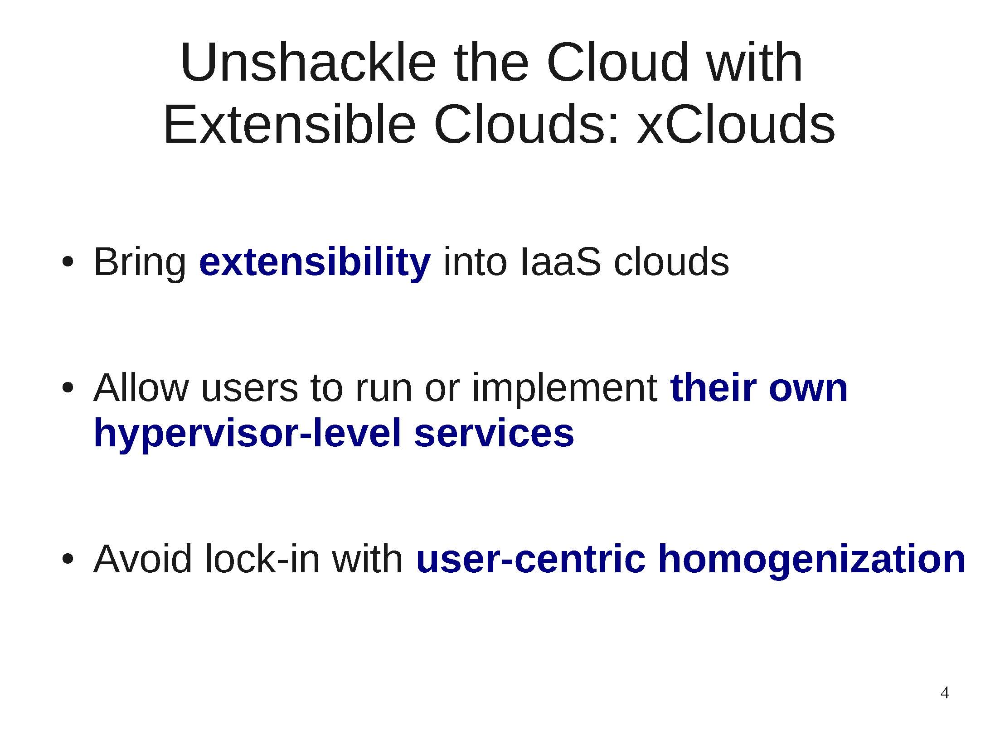 Unshackle the Cloud with
Extensible Clouds: xClouds
• Bring extensibility into IaaS clouds
• Allow users to run or implement their own
hypervisor-level services
• Avoid lock-in with user-centric homogenization
4